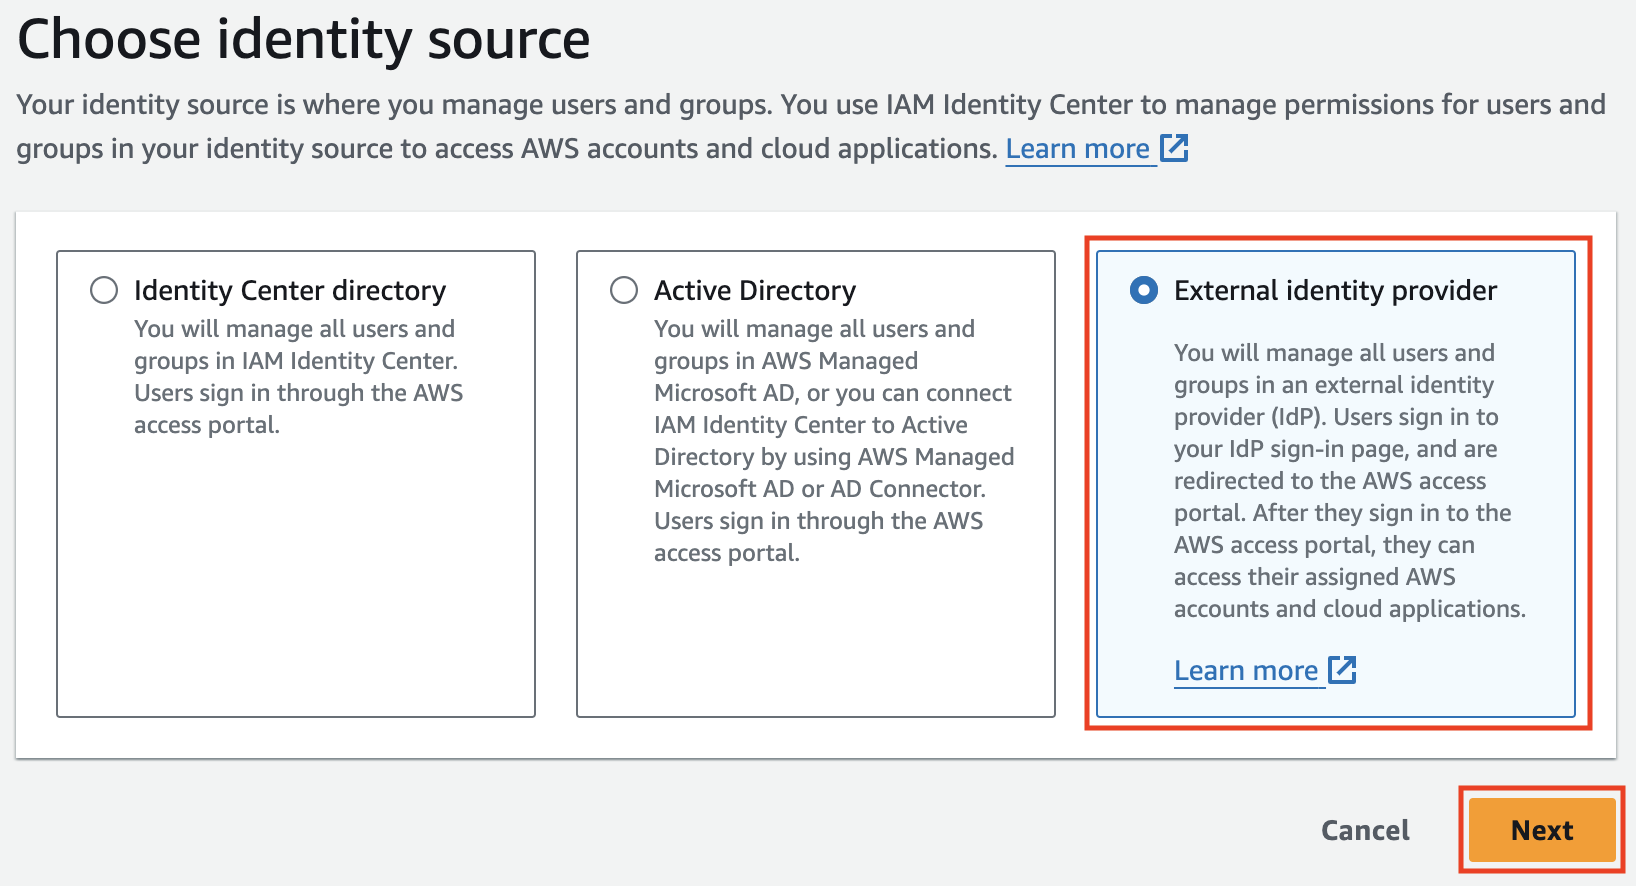 Choose identity source
Your identity source is where you manage users and groups. You use IAM Identity Center to manage permissions for users and
groups in your identity source to access AWS accounts and cloud applications. Learn more
Identity Center directory
You will manage all users and
groups in IAM Identity Center.
Users sign in through the AWS
access portal.
Active Directory
You will manage all users and
groups in AWS Managed
Microsoft AD, or you can connect
IAM Identity Center to Active
Directory by using AWS Managed
Microsoft AD or AD Connector.
Users sign in through the AWS
access portal.
External identity provider
You will manage all users and
groups in an external identity
provider (IdP). Users sign in to
your IdP sign-in page, and are
redirected to the AWS access
portal. After they sign in to the
AWS access portal, they can
access their assigned AWS
accounts and cloud applications.
Learn more
Cancel
Next